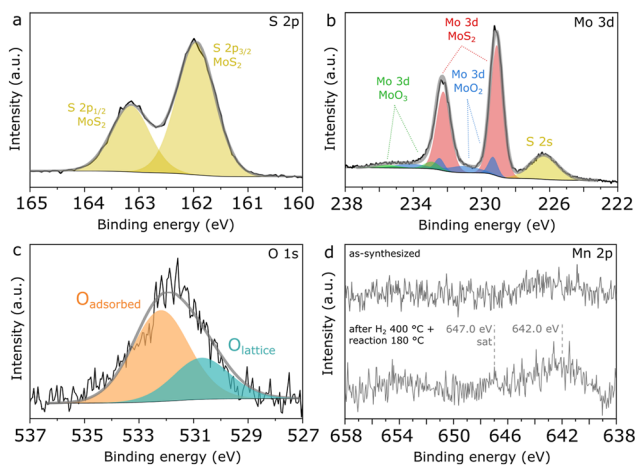 a
S 2p
S 2p3/2
MoS2
S 2p1/2
MoS2
Intensity (a.u.)
165 164 163 162 161 160
Binding energy (eV)
b
Mo 3d
Mo 3d
MoS2
Mo 3d
MoO3
Mo 3d
MoO2
S 2s
Intensity (a.u.)
238 234 230 226 222
Binding energy (eV)
c
O 1s
Oadsorbed
Olattice
Intensity (a.u.)
537 535 533 531 529 527
Binding energy (eV)
d
Mn 2p
as-synthesized
after H2 400 °C +
reaction 180 °C
647.0 eV
sat
642.0 eV
Intensity (a.u.)
658 654 650 646 642 638
Binding energy (eV)